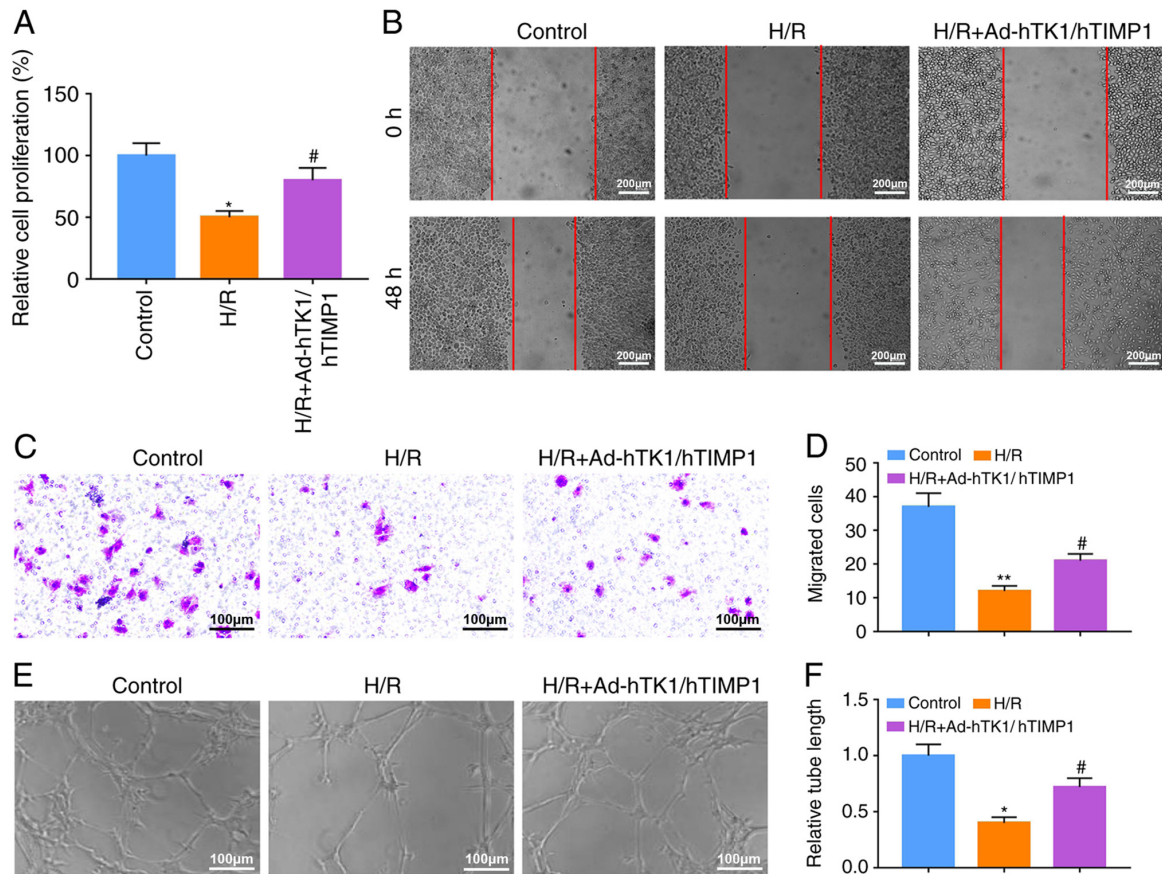 A
Relative cell proliferation (%)
150
100
50
0
*
#
Control
H/R
H/R+Ad-hTK1/
hTIMP1
B
Control
H/R
H/R+Ad-hTK1/hTIMP1
0 h
200μm
200μm
200μm
48 h
200μm
200μm
200μm
C
Control
H/R
H/R+Ad-hTK1/hTIMP1
100μm
100μm
100μm
D
Control
H/R
H/R+Ad-hTK1/ hTIMP1
Migrated cells
50
40
30
20
10
0
**
#
E
Control
H/R
H/R+Ad-hTK1/hTIMP1
100μm
100μm
100μm
F
Control
H/R
H/R+Ad-hTK1/ hTIMP1
Relative tube length
1.5
1.0
0.5
0.0
*
#